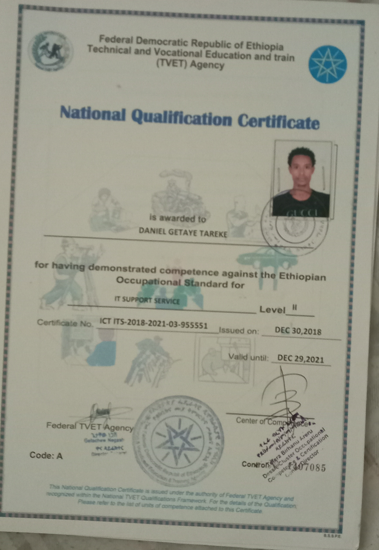 Federal Democratic Republic of Ethiopia
Technical and Vocational Education and train
(TVET) Agency
National Qualification Certificate
is awarded to
DANIEL GETAYE TAREKE
for having demonstrated competence against the Ethiopian
Occupational Standard for
IT SUPPORT SERVICE Level II
Certificate No. ICT ITS-2018-2021-03-955551 Issued on: DEC 30,2018
Valid until: DEC 29,2021
Federal TVET Agency
Center of
Code: A
This National Qualification Certificate is issued under the authority of Federal TVET Agency and
recognized within the National TVET Qualifications Framework. For the details of the Qualification:
Please refer to the list of units of competence attached to this Certificate.